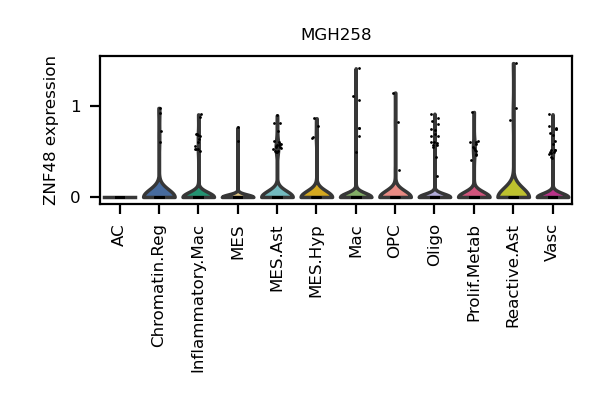 MGH258
ZNF48 expression
1
0
AC
Chromatin.Reg
Inflammatory.Mac
MES
MES.Ast
MES.Hyp
Mac
OPC
Oligo
Prolif.Metab
Reactive.Ast
Vasc